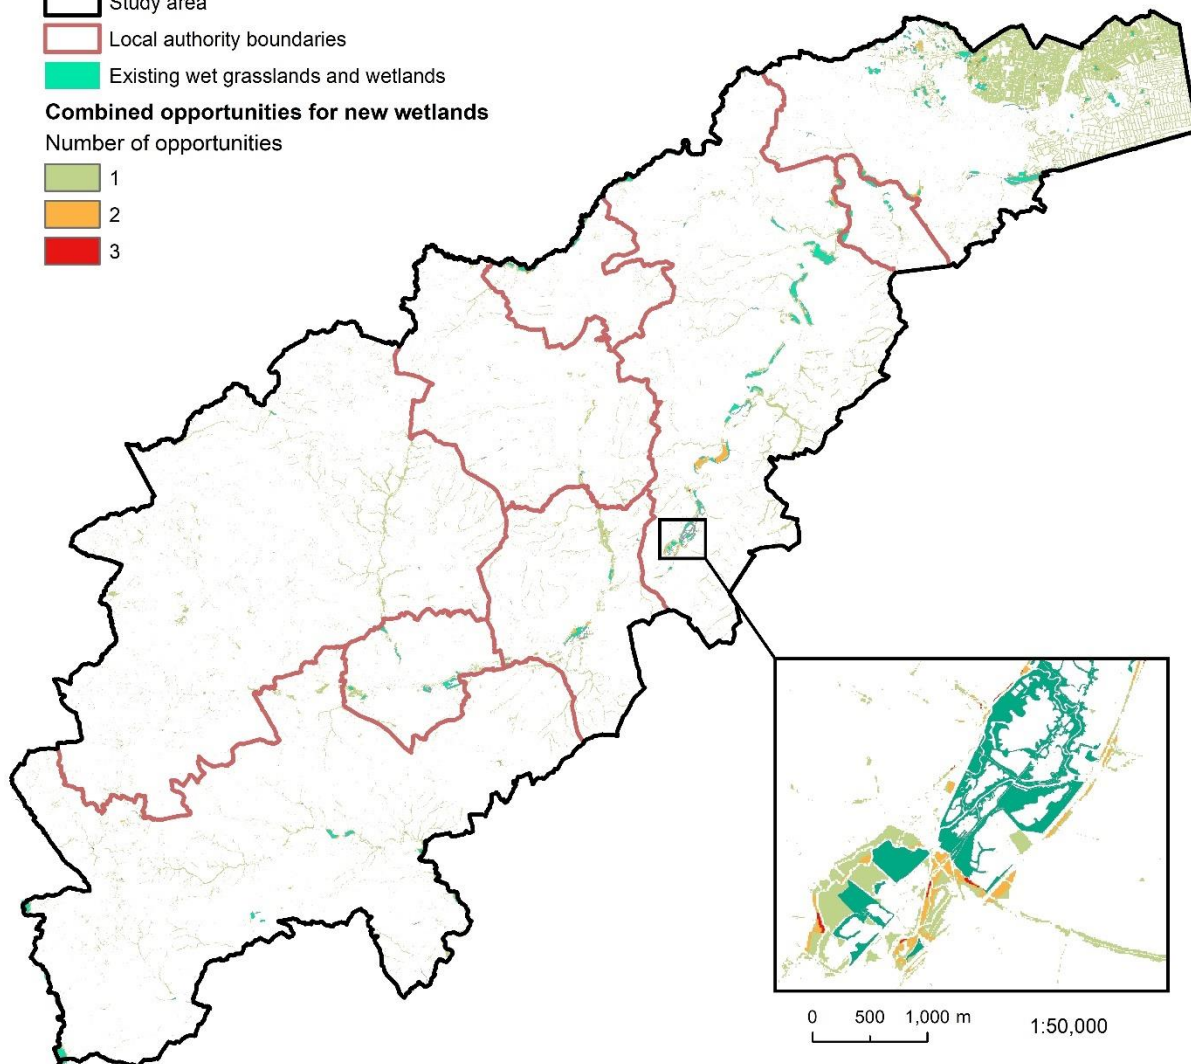 Study area
Local authority boundaries
Existing wet grasslands and wetlands
Combined opportunities for new wetlands
Number of opportunities
1
2
3
0 500 1,000 m
1:50,000